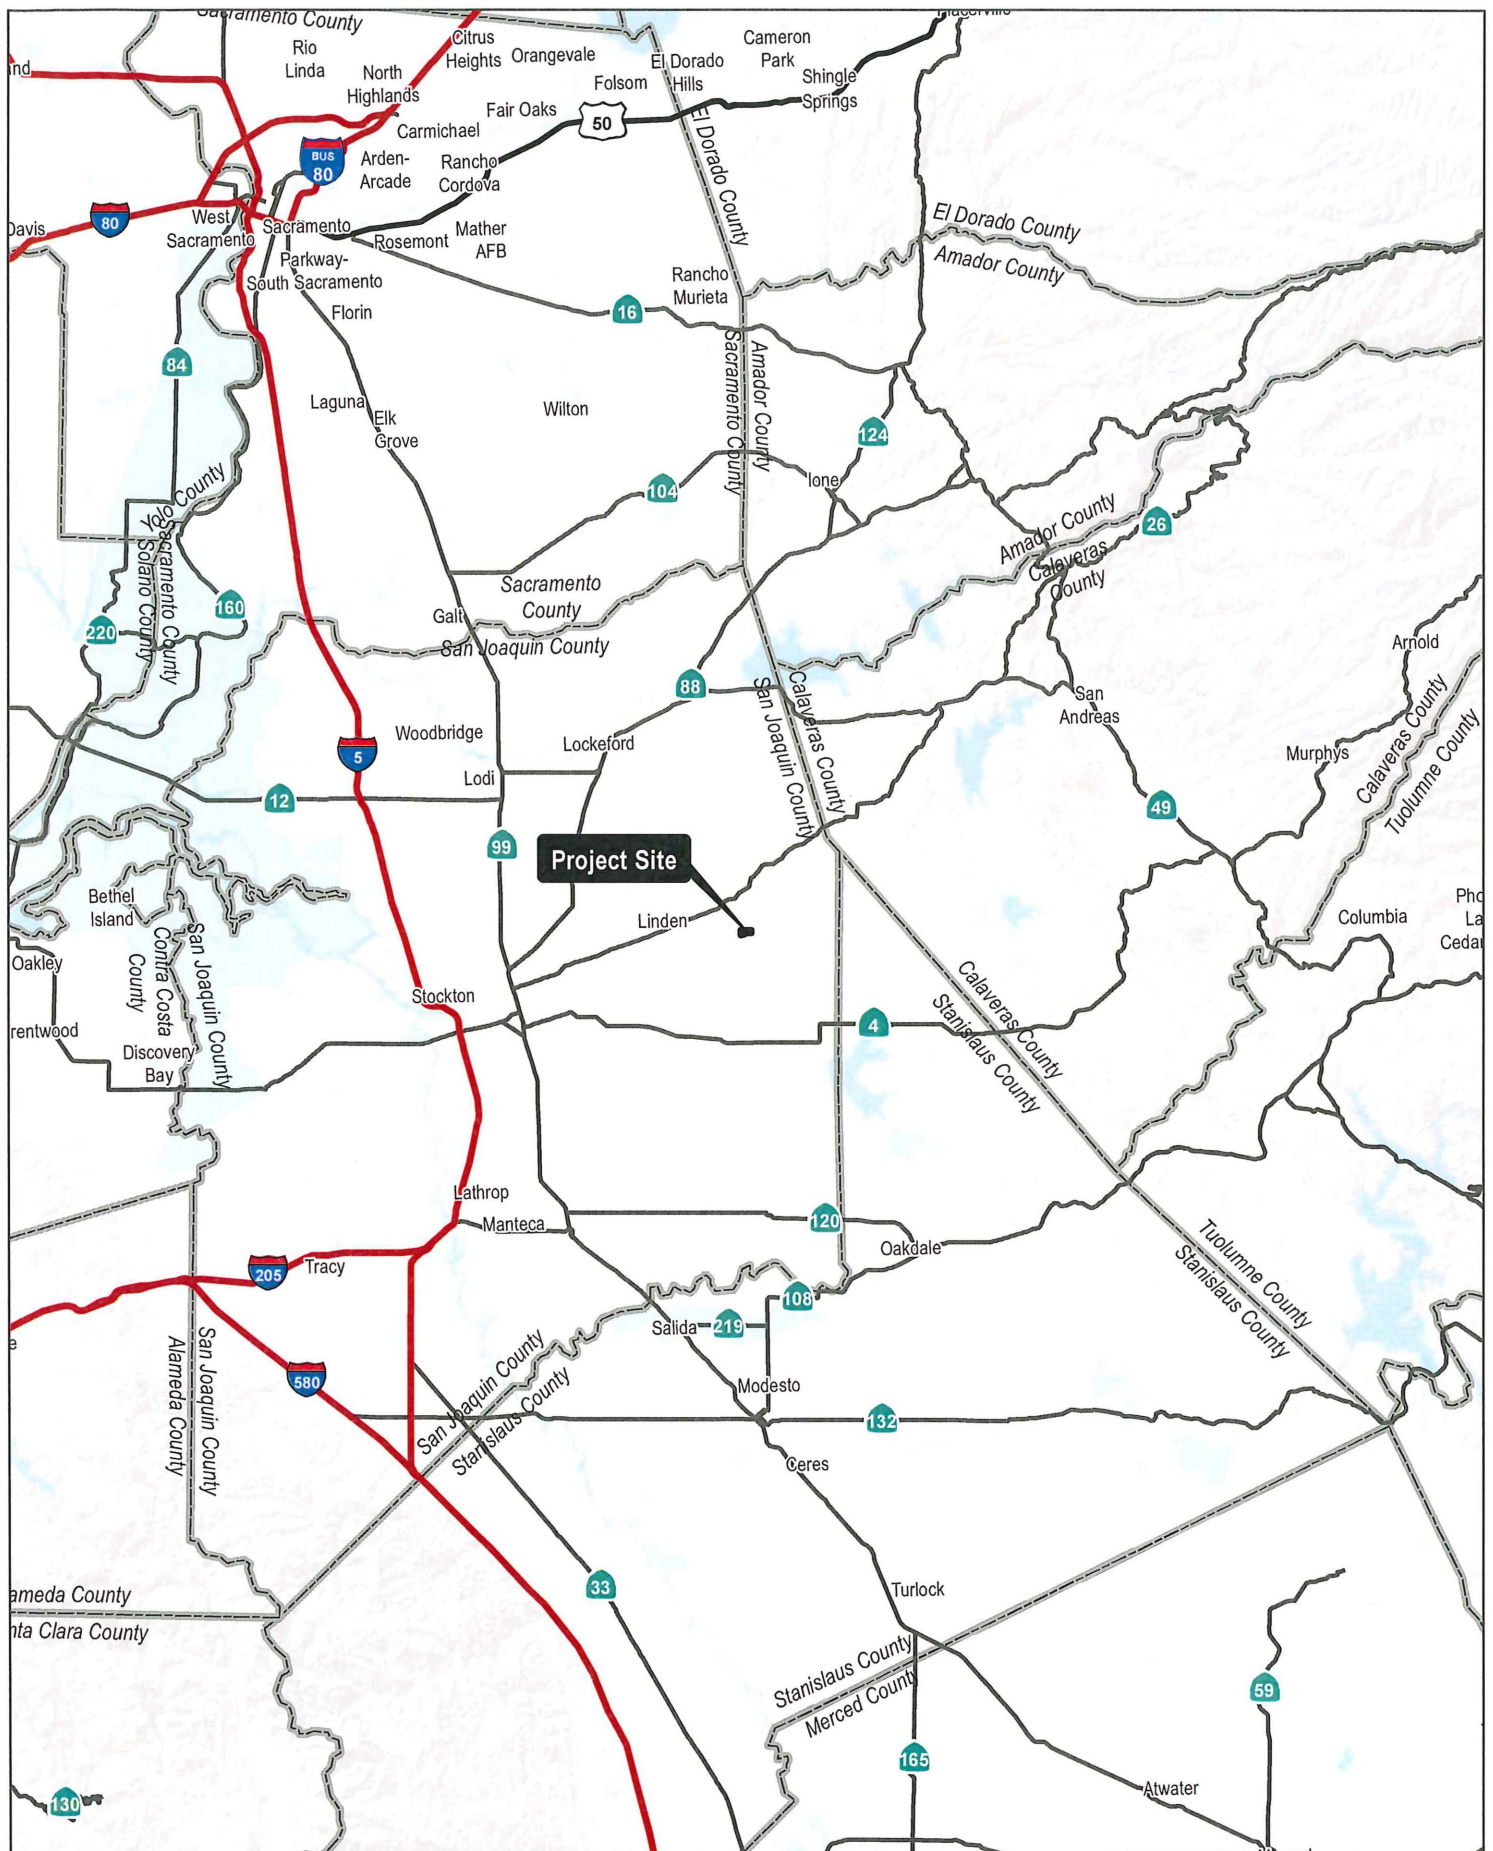 Sacramento County
Placerville
Citrus
Heights
Orangevale
Cameron
Park
Rio
Linda
North
Highlands
El Dorado
Hills
Folsom
Shingle
Springs
Fair Oaks
50
Carmichael
BUS
80
Arden-
Arcade
Rancho
Cordova
El Dorado County
80
Davis
West
Sacramento
Sacramento
Rosemont
Mather
AFB
Parkway-
South Sacramento
El Dorado County
Amador County
Rancho
Murieta
Florin
16
84
Amador County
Sacramento County
Laguna
Elk
Grove
Wilton
124
104
Ione
Yolo County
Amador County
26
Calaveras
County
Sacramento County
Solano County
Sacramento
County
160
Galt
220
San Joaquin County
Arnold
88
San
Andreas
Calaveras County
San Joaquin County
Woodbridge
Lockeford
5
Murphys
Calaveras County
Tuolumne County
Lodi
12
49
99
Project Site
Bethel
Island
Linden
Columbia
Oakley
San Joaquin County
Contra Costa
County
Calaveras County
Stanislaus County
Stockton
4
Discovery
Bay
Lathrop
Manteca
120
Oakdale
Tuolumne County
Stanislaus County
205
Tracy
108
Salida
219
San Joaquin County
Alameda County
580
San Joaquin County
Stanislaus County
Modesto
132
Ceres
33
Turlock
ameda County
nta Clara County
Stanislaus County
Merced County
59
165
Atwater
130